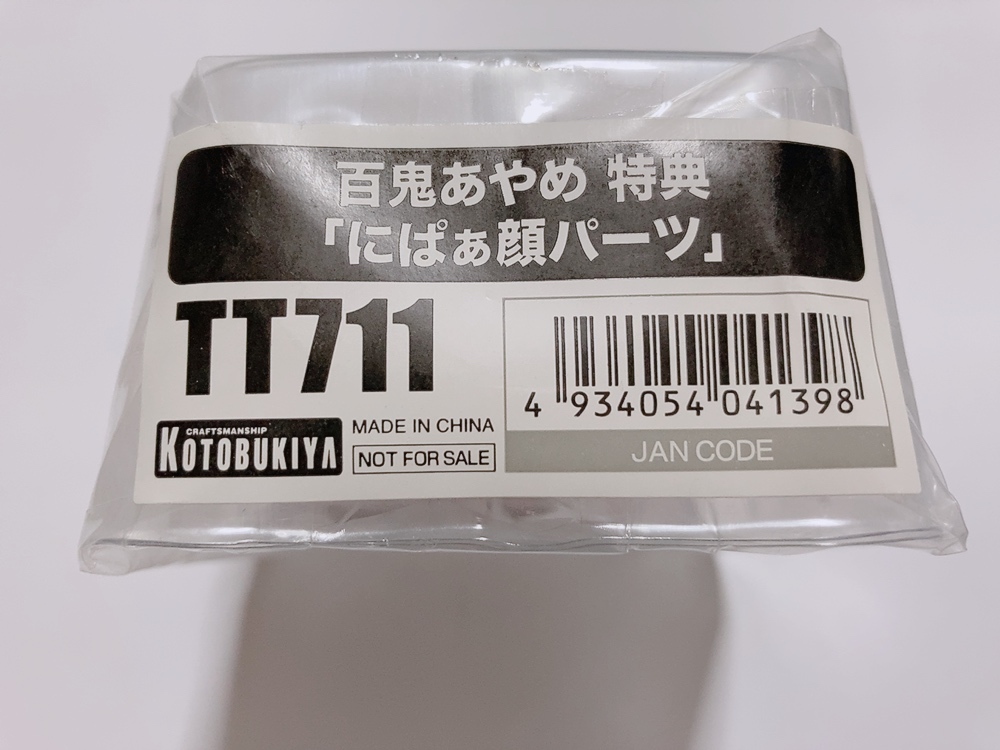 百鬼あやめ 特典
「にぱぁ顔パーツ」
TT711
CRAFTSMANSHIP
KOTOBUKIYA
MADE IN CHINA
NOT FOR SALE
4 934054 041398
JAN CODE